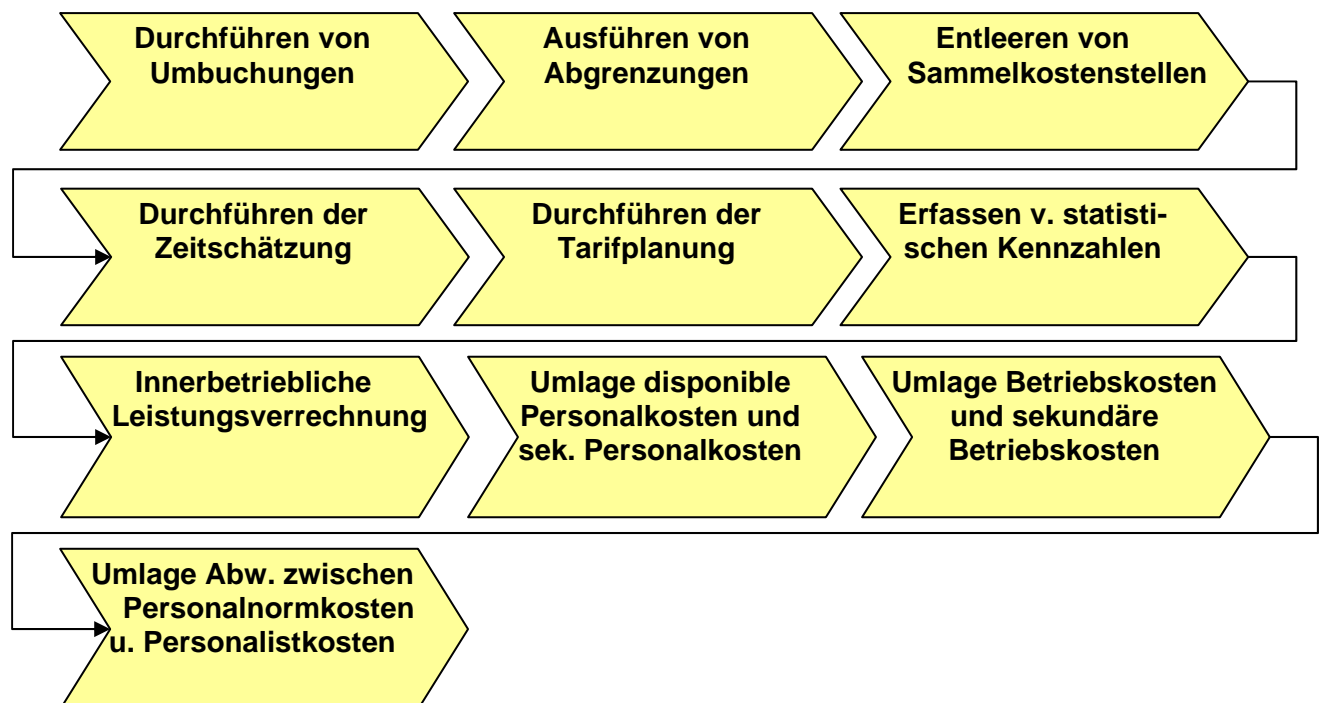 Durchführen von
Umbuchungen
Ausführen von
Abgrenzungen
Entleeren von
Sammelkostenstellen
Durchführen der
Zeitschätzung
Durchführen der
Tarifplanung
Erfassen v. statisti-
schen Kennzahlen
Innerbetriebliche
Leistungsverrechnung
Umlage disponible
Personalkosten und
sek. Personalkosten
Umlage Betriebskosten
und sekundäre
Betriebskosten
Umlage Abw. zwischen
Personalnormkosten
u. Personalistkosten